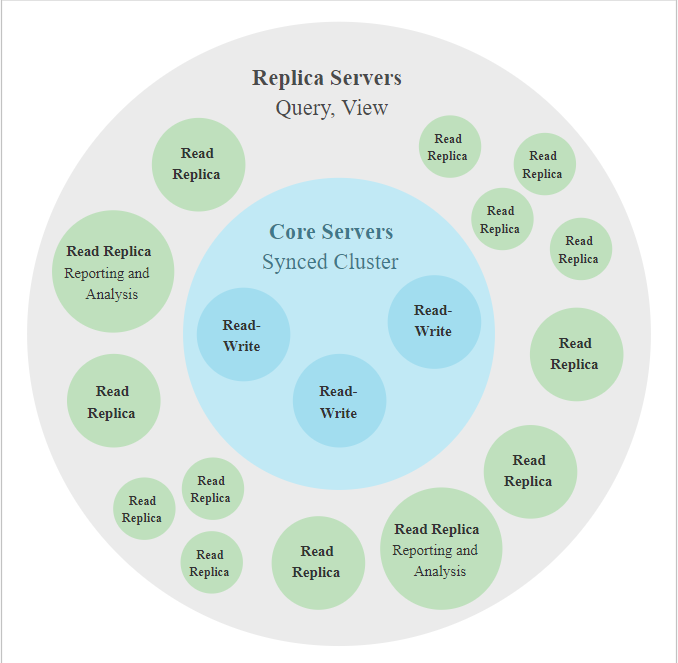 Replica Servers
Query, View
Read
Replica
Read
Replica
Read
Replica
Read
Replica
Read
Replica
Core Servers
Synced Cluster
Read Replica
Reporting and
Analysis
Read-
Write
Read-
Write
Read-
Write
Read
Replica
Read
Replica
Read
Replica
Read
Replica
Read
Replica
Read
Replica
Read Replica
Reporting and
Analysis
Read
Replica
Read
Replica